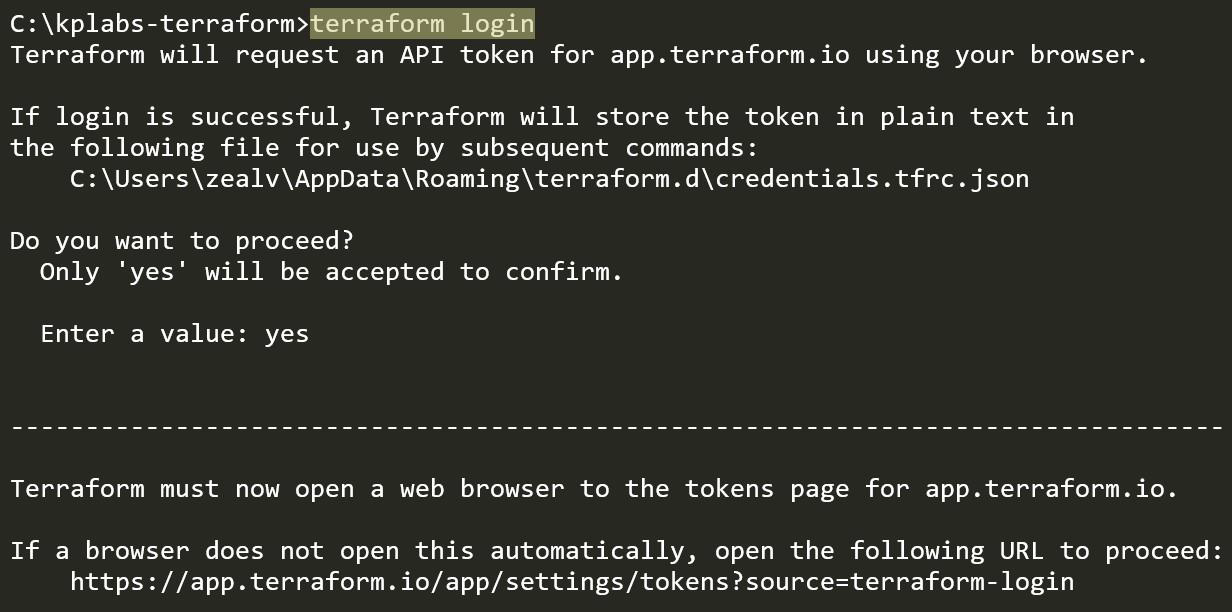 C:\kplabs-terraform>terraform login
Terraform will request an API token for app.terraform.io using your browser.
If login is successful, Terraform will store the token in plain text in
the following file for use by subsequent commands:
C:\Users\zealv\AppData\Roaming\terraform.d\credentials.tfrc.json
Do you want to proceed?
Only 'yes' will be accepted to confirm.
Enter a value: yes
---------------------------------------------------------------------------------
Terraform must now open a web browser to the tokens page for app.terraform.io.
If a browser does not open this automatically, open the following URL to proceed:
https://app.terraform.io/app/settings/tokens?source=terraform-login